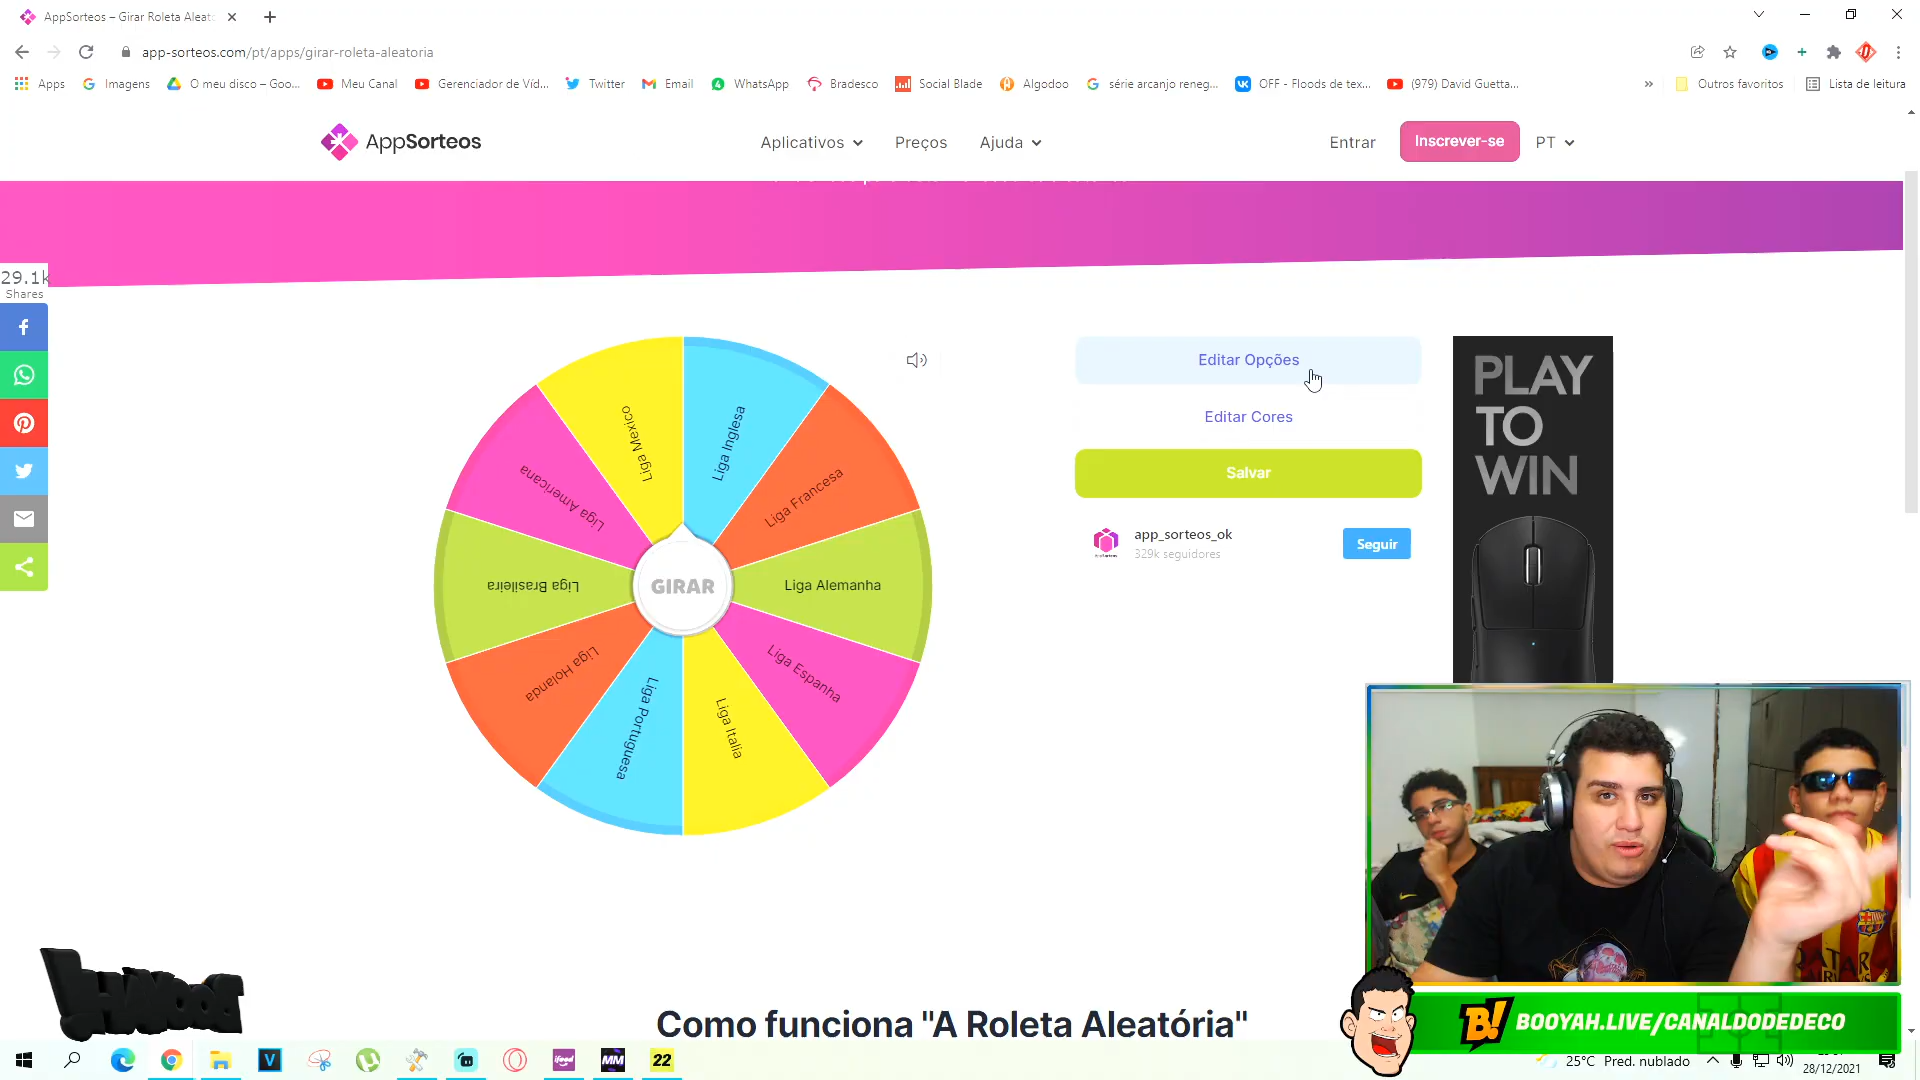 AppSorteos – Girar Roleta Aleat
app-sorteos.com/pt/apps/girar-roleta-aleatoria
Apps Imagens O meu disco – Goo... Meu Canal Gerenciador de Víd... Twitter Email WhatsApp Bradesco Social Blade Algodoo série arcanjo reneg... OFF - Floods de tex... (979) David Guetta... » Outros favoritos Lista de leitura
AppSorteos Aplicativos Preços Ajuda Entrar Inscrever-se PT
29.1k
Shares
Editar Opções
Editar Cores
Salvar
app_sorteos_ok
329k seguidores
Seguir
PLAY
TO
WIN
Liga Mexico
Liga Inglesa
Liga Francesa
Liga Alemanha
Liga Espanha
Liga Italia
Liga Portuguesa
Liga Holanda
Liga Brasileira
Liga Americana
GIRAR
Como funciona "A Roleta Aleatória"
B! BOOYAH.LIVE/CANALDODEDECO
V ifood MM 22
25°C Pred. nublado
28/12/2021